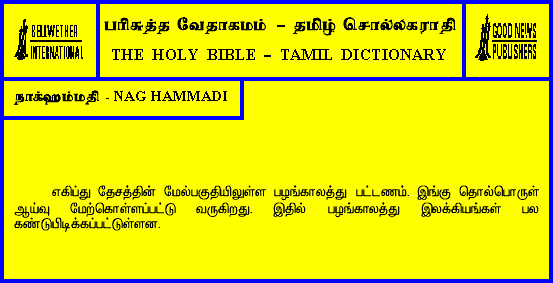 BELLWETHER
INTERNATIONAL
பரிசுத்த வேதாகமம் – தமிழ் சொல்லகராதி
THE HOLY BIBLE – TAMIL DICTIONARY
GOOD NEWS
PUBLISHERS
நாக்ஹம்மதி - NAG HAMMADI
எகிப்து தேசத்தின் மேல்பகுதியிலுள்ள பழங்காலத்து பட்டணம். இங்கு தொல்பொருள்
ஆய்வு மேற்கொள்ளப்பட்டு வருகிறது. இதில் பழங்காலத்து இலக்கியங்கள் பல
கண்டுபிடிக்கப்பட்டுள்ளன.